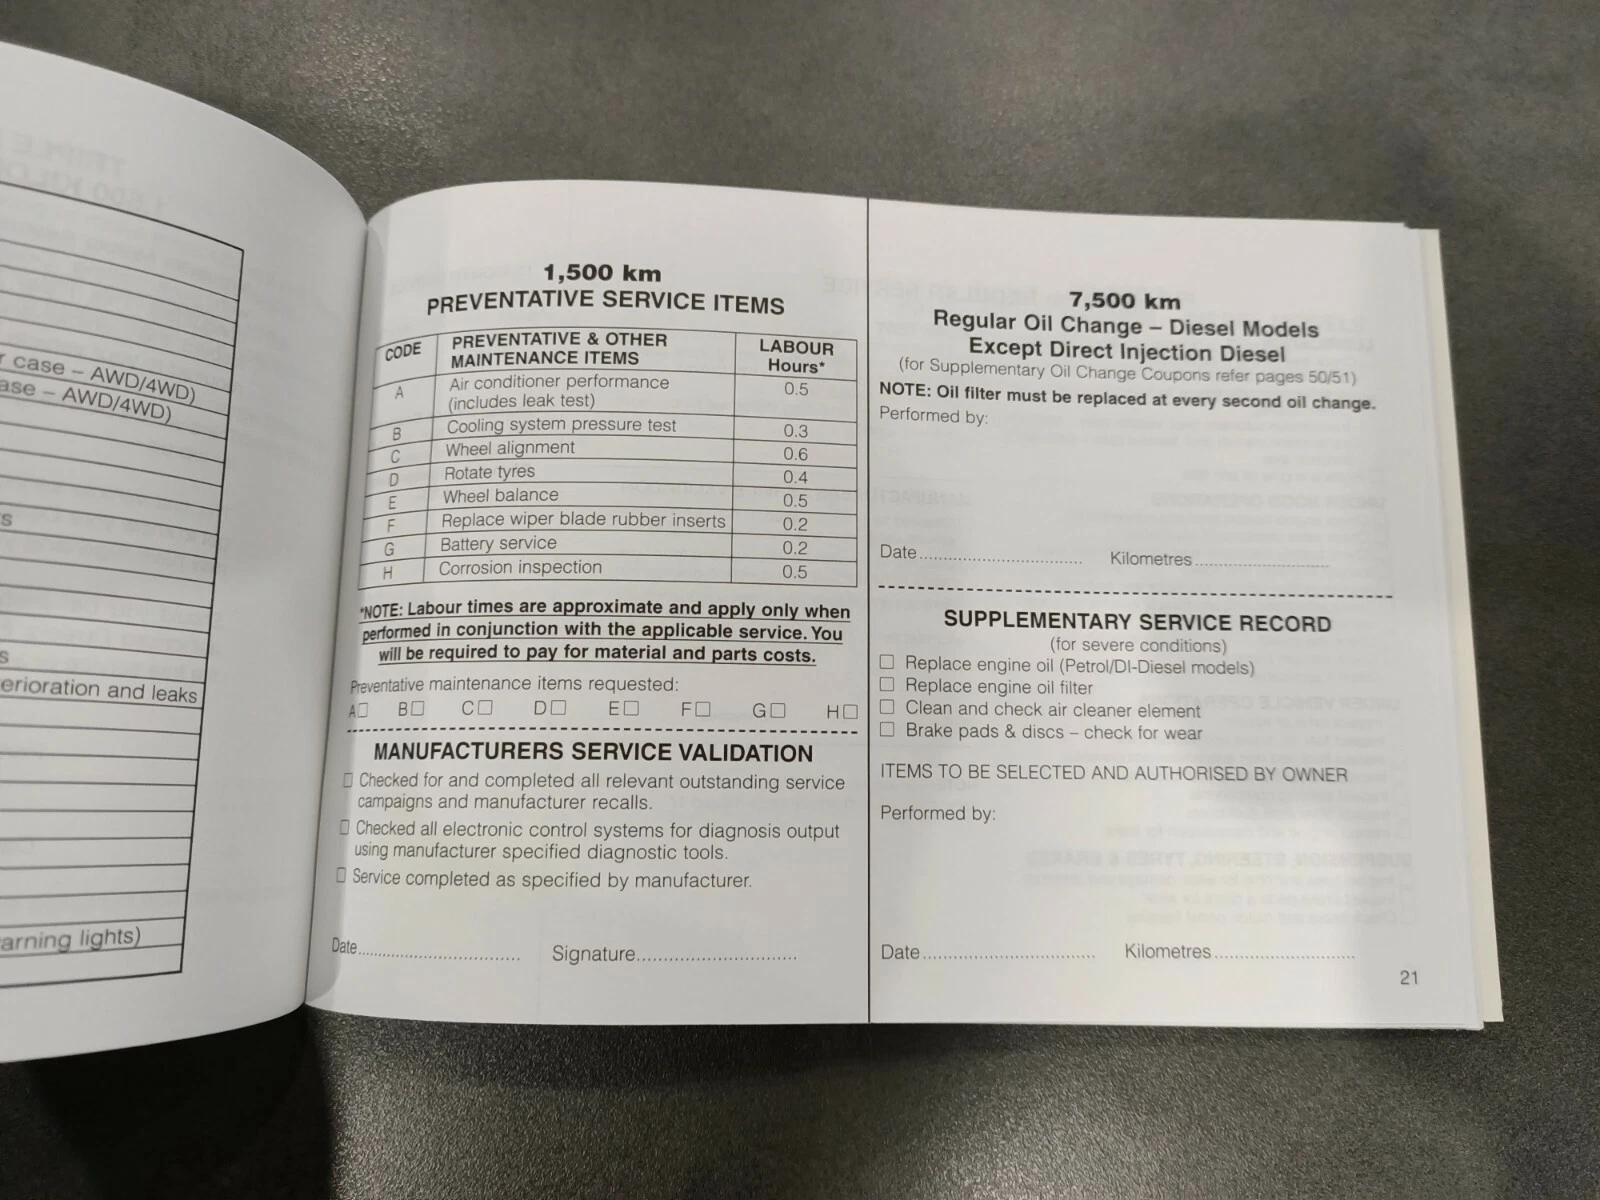 r case – AWD/4WD)
ase – AWD/4WD)
s
s
erioration and leaks
arning lights)
1,500 km
PREVENTATIVE SERVICE ITEMS
CODE PREVENTATIVE & OTHER MAINTENANCE ITEMS LABOUR Hours*
A Air conditioner performance (includes leak test) 0.5
B Cooling system pressure test 0.3
C Wheel alignment 0.6
D Rotate tyres 0.4
E Wheel balance 0.5
F Replace wiper blade rubber inserts 0.2
G Battery service 0.2
H Corrosion inspection 0.5
*NOTE: Labour times are approximate and apply only when
performed in conjunction with the applicable service. You
will be required to pay for material and parts costs.
Preventative maintenance items requested:
A☐ B☐ C☐ D☐ E☐ F☐ G☐ H☐
MANUFACTURERS SERVICE VALIDATION
☐ Checked for and completed all relevant outstanding service
campaigns and manufacturer recalls.
☐ Checked all electronic control systems for diagnosis output
using manufacturer specified diagnostic tools.
☐ Service completed as specified by manufacturer.
Date.................................. Signature.............................
7,500 km
Regular Oil Change – Diesel Models
Except Direct Injection Diesel
(for Supplementary Oil Change Coupons refer pages 50/51)
NOTE: Oil filter must be replaced at every second oil change.
Performed by:
Date.................................. Kilometres............................
SUPPLEMENTARY SERVICE RECORD
(for severe conditions)
☐ Replace engine oil (Petrol/DI-Diesel models)
☐ Replace engine oil filter
☐ Clean and check air cleaner element
☐ Brake pads & discs – check for wear
ITEMS TO BE SELECTED AND AUTHORISED BY OWNER
Performed by:
Date.................................. Kilometres.............................
21